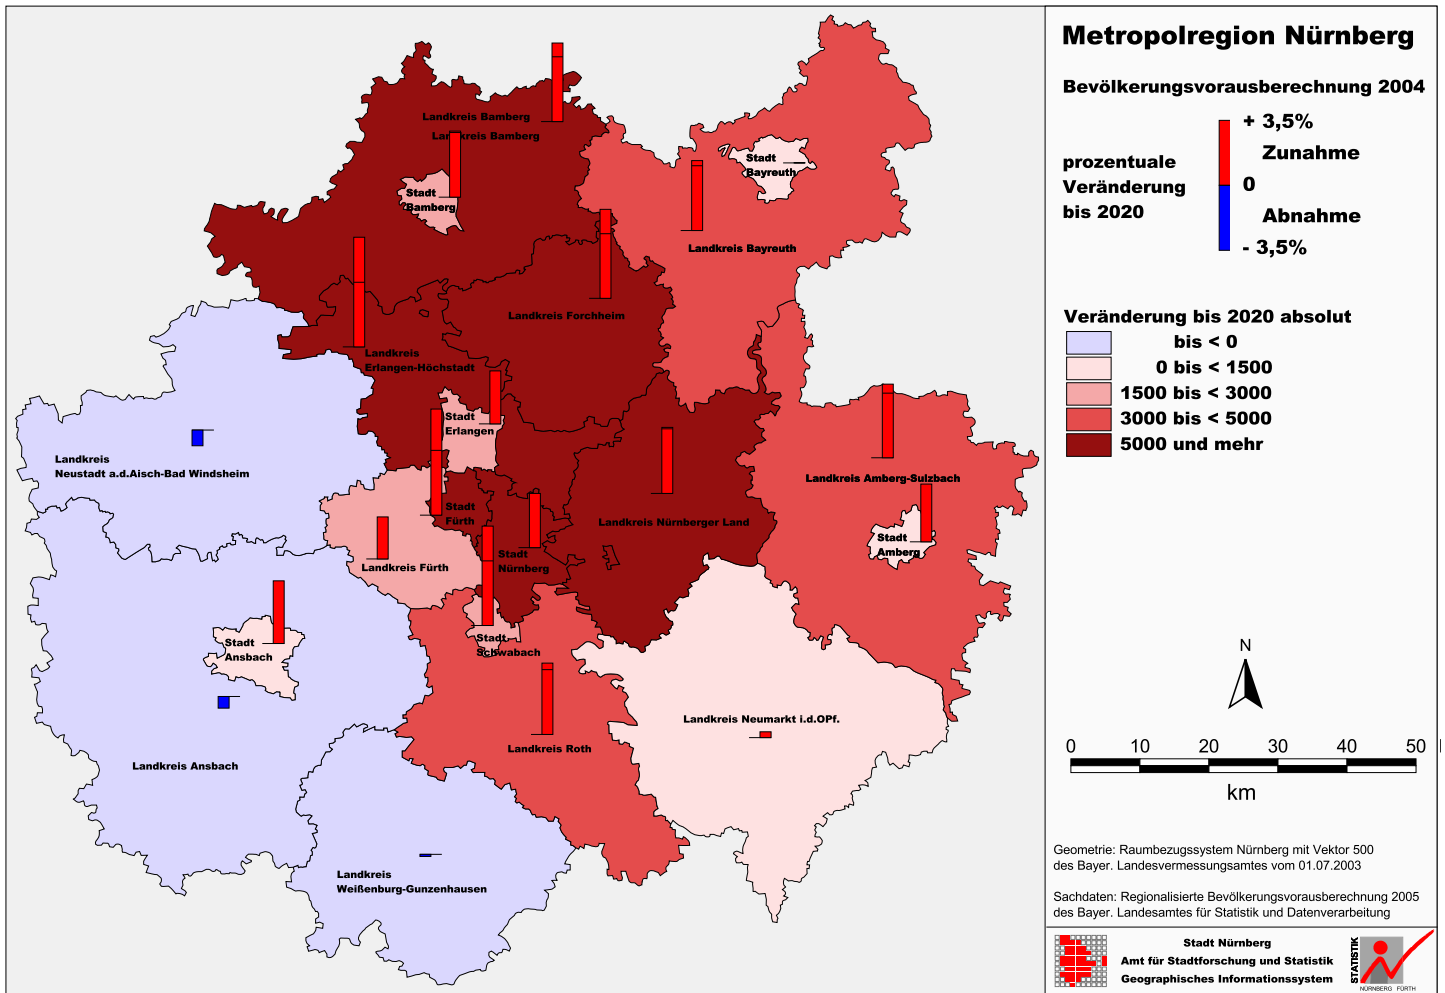 Landkreis Bamberg
Landkreis Bamberg
Stadt
Bamberg
Stadt
Bayreuth
Landkreis Bayreuth
Landkreis Forchheim
Landkreis
Erlangen-Höchstadt
Stadt
Erlangen
Landkreis
Neustadt a.d.Aisch-Bad Windsheim
Landkreis Amberg-Sulzbach
Stadt
Fürth
Landkreis Nürnberger Land
Stadt
Amberg
Stadt
Nürnberg
Landkreis Fürth
Stadt
Ansbach
Stadt
Schwabach
Landkreis Neumarkt i.d.OPf.
Landkreis Roth
Landkreis Ansbach
Landkreis
Weißenburg-Gunzenhausen
Metropolregion Nürnberg
Bevölkerungsvorausberechnung 2004
prozentuale
Veränderung
bis 2020
+ 3,5%
Zunahme
0
Abnahme
- 3,5%
Veränderung bis 2020 absolut
bis < 0
0 bis < 1500
1500 bis < 3000
3000 bis < 5000
5000 und mehr
N
0 10 20 30 40 50
km
Geometrie: Raumbezugssystem Nürnberg mit Vektor 500
des Bayer. Landesvermessungsamtes vom 01.07.2003
Sachdaten: Regionalisierte Bevölkerungsvorausberechnung 2005
des Bayer. Landesamtes für Statistik und Datenverarbeitung
Stadt Nürnberg
Amt für Stadtforschung und Statistik
Geographisches Informationssystem
STATISTIK
NÜRNBERG FÜRTH